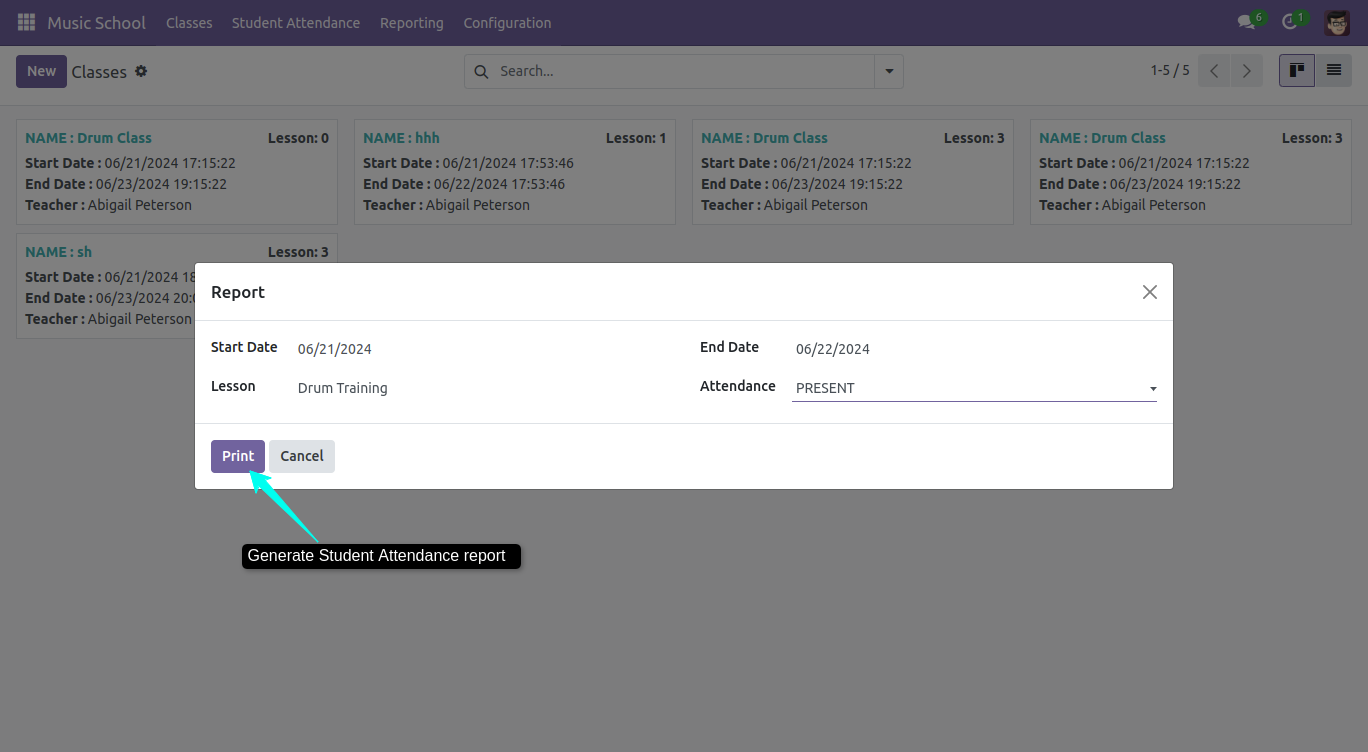 Music School Classes Student Attendance Reporting Configuration 6 1
New Classes Search... 1-5 / 5
NAME : Drum Class Lesson: 0
Start Date : 06/21/2024 17:15:22
End Date : 06/23/2024 19:15:22
Teacher : Abigail Peterson
NAME : hhh Lesson: 1
Start Date : 06/21/2024 17:53:46
End Date : 06/22/2024 17:53:46
Teacher : Abigail Peterson
NAME : Drum Class Lesson: 3
Start Date : 06/21/2024 17:15:22
End Date : 06/23/2024 19:15:22
Teacher : Abigail Peterson
NAME : Drum Class Lesson: 3
Start Date : 06/21/2024 17:15:22
End Date : 06/23/2024 19:15:22
Teacher : Abigail Peterson
NAME : sh Lesson: 3
Start Date : 06/21/2024 18
End Date : 06/23/2024 20:
Teacher : Abigail Peterson
Report
Start Date 06/21/2024 End Date 06/22/2024
Lesson Drum Training Attendance PRESENT
Print Cancel
Generate Student Attendance report